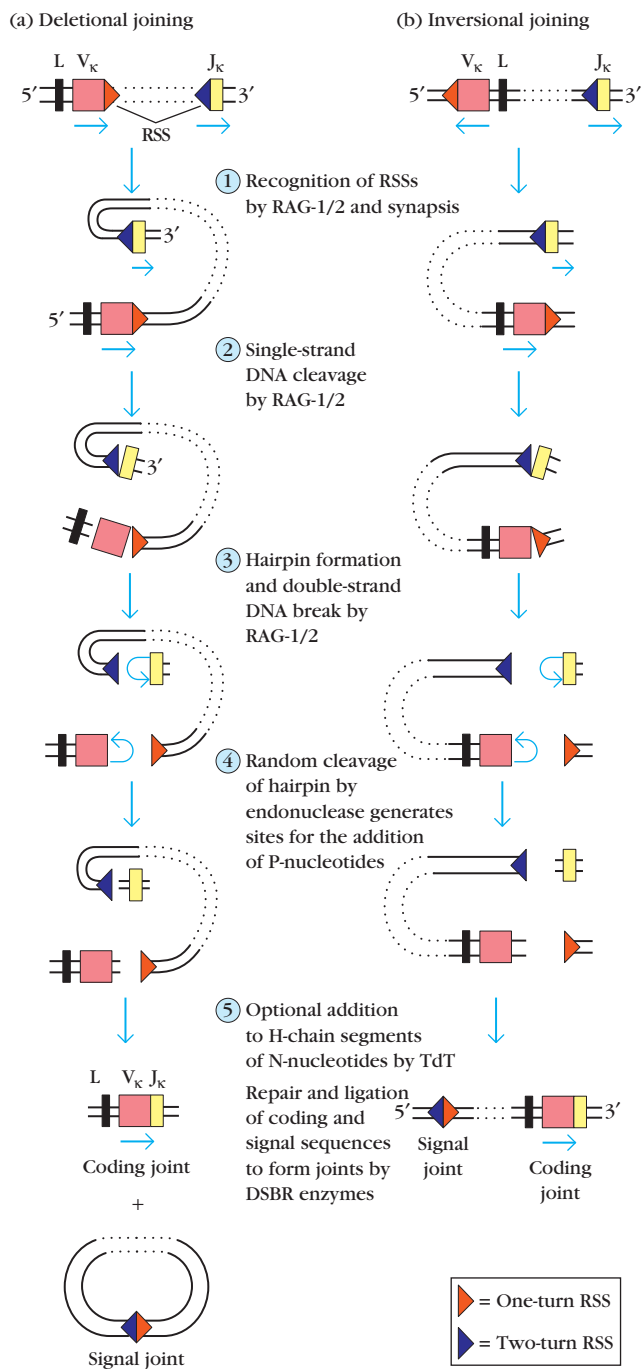 (a) Deletional joining
(b) Inversional joining
L Vκ Jκ
5′ 3′
RSS
Vκ L Jκ
5′ 3′
1 Recognition of RSSs
by RAG-1/2 and synapsis
3′
5′
2 Single-strand
DNA cleavage
by RAG-1/2
3′
3 Hairpin formation
and double-strand
DNA break by
RAG-1/2
4 Random cleavage
of hairpin by
endonuclease generates
sites for the addition
of P-nucleotides
5 Optional addition
to H-chain segments
of N-nucleotides by TdT
Repair and ligation
of coding and
signal sequences
to form joints by
DSBR enzymes
L Vκ Jκ
Coding joint
+
Signal joint
5′ 3′
Signal
joint
Coding
joint
= One-turn RSS
= Two-turn RSS